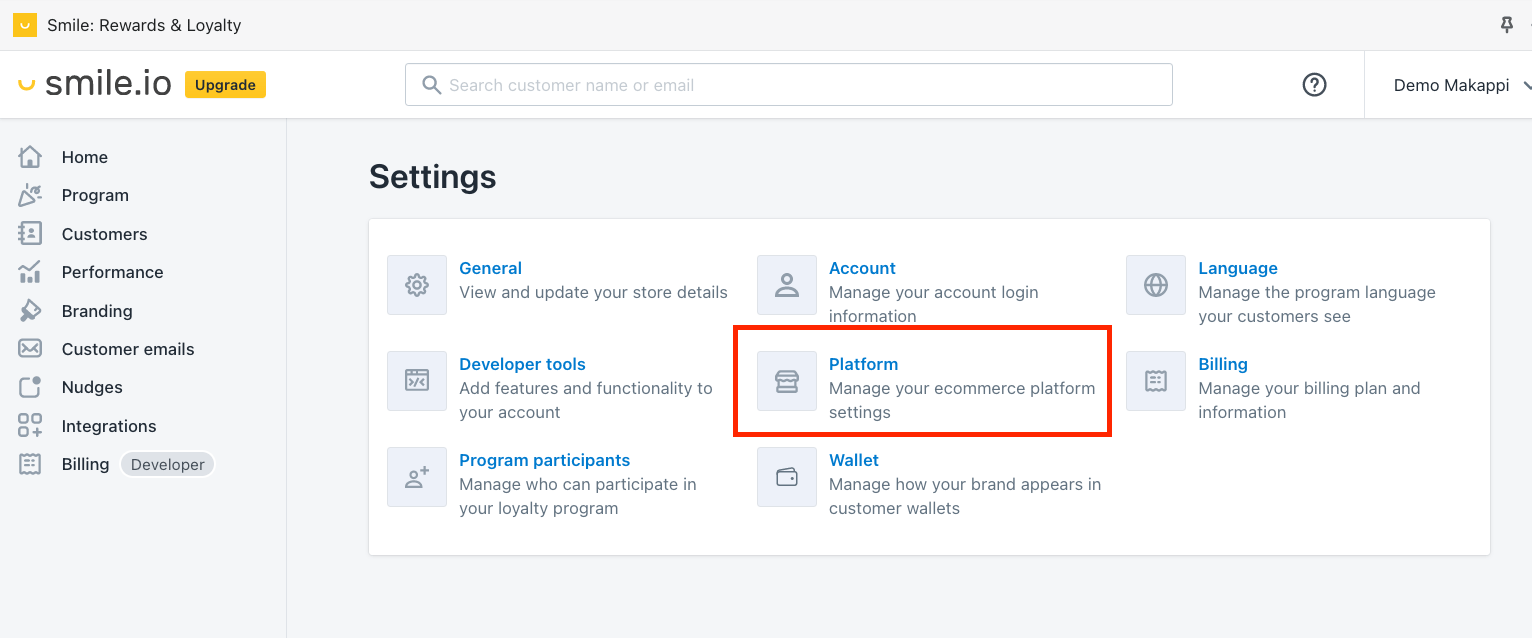 Smile: Rewards & Loyalty
smile.io Upgrade
Search customer name or email
Demo Makappi
Home
Program
Customers
Performance
Branding
Customer emails
Nudges
Integrations
Billing Developer
Settings
General
View and update your store details
Account
Manage your account login
information
Language
Manage the program language
your customers see
Developer tools
Add features and functionality to
your account
Platform
Manage your ecommerce platform
settings
Billing
Manage your billing plan and
information
Program participants
Manage who can participate in
your loyalty program
Wallet
Manage how your brand appears in
customer wallets